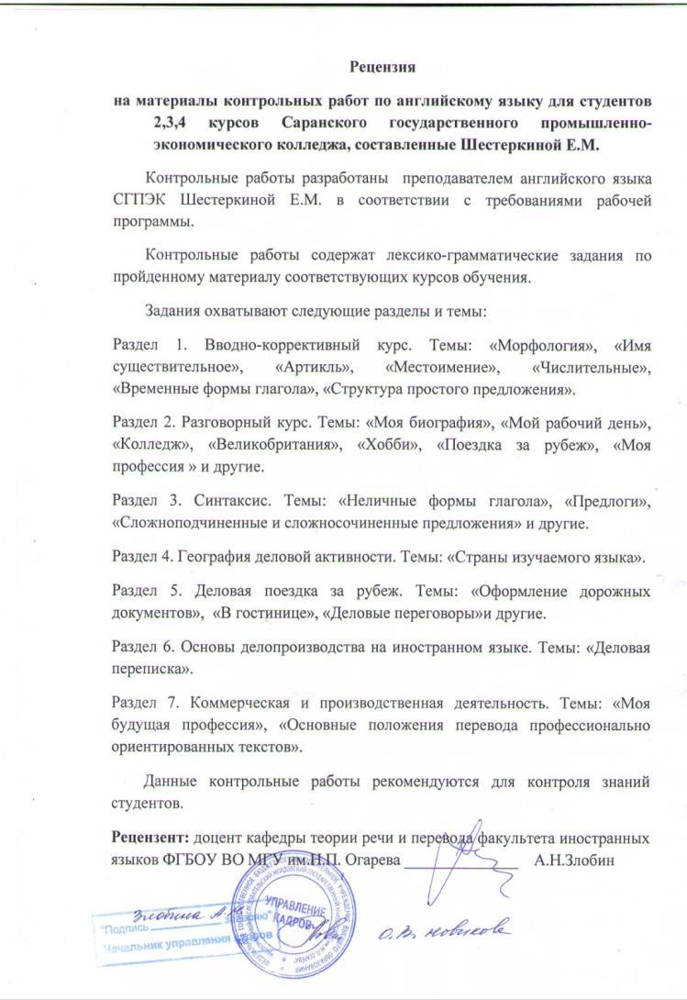 Рецензия
на материалы контрольных работ по английскому языку для студентов
2,3,4 курсов Саранского государственного промышленно-
экономического колледжа, составленные Шестеркиной Е.М.
Контрольные работы разработаны преподавателем английского языка
СГПЭК Шестеркиной Е.М. в соответствии с требованиями рабочей
программы.
Контрольные работы содержат лексико-грамматические задания по
пройденному материалу соответствующих курсов обучения.
Задания охватывают следующие разделы и темы:
Раздел 1. Вводно-коррективный курс. Темы: «Морфология», «Имя
существительное», «Артикль», «Местоимение», «Числительные»,
«Временные формы глагола», «Структура простого предложения».
Раздел 2. Разговорный курс. Темы: «Моя биография», «Мой рабочий день»,
«Колледж», «Великобритания», «Хобби», «Поездка за рубеж», «Моя
профессия » и другие.
Раздел 3. Синтаксис. Темы: «Неличные формы глагола», «Предлоги»,
«Сложноподчиненные и сложносочиненные предложения» и другие.
Раздел 4. География деловой активности. Темы: «Страны изучаемого языка».
Раздел 5. Деловая поездка за рубеж. Темы: «Оформление дорожных
документов», «В гостинице», «Деловые переговоры»и другие.
Раздел 6. Основы делопроизводства на иностранном языке. Темы: «Деловая
переписка».
Раздел 7. Коммерческая и производственная деятельность. Темы: «Моя
будущая профессия», «Основные положения перевода профессионально
ориентированных текстов».
Данные контрольные работы рекомендуются для контроля знаний
студентов.
Рецензент: доцент кафедры теории речи и перевода факультета иностранных
языков ФГБОУ ВО МГУ им.Н.П. Огарева _______________ А.Н.Злобин
УПРАВЛЕНИЕ
КАДРОВ
Злобина А.Н.
"Подпись заверяю"
Начальник управления кадров
О.В. Новикова